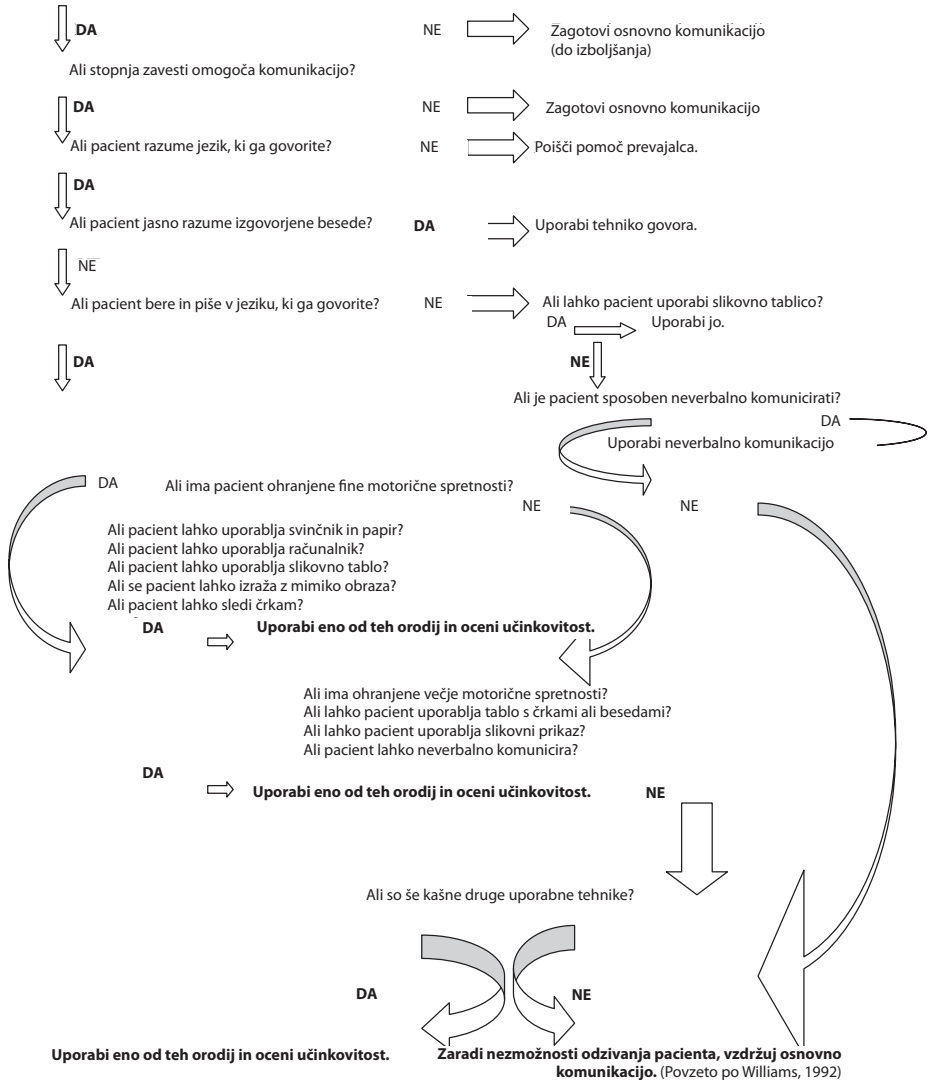 DA NE Zagotovi osnovno komunikacijo
(do izboljšanja)
Ali stopnja zavesti omogoča komunikacijo?
DA NE Zagotovi osnovno komunikacijo
Ali pacient razume jezik, ki ga govorite? NE Poišči pomoč prevajalca.
DA
Ali pacient jasno razume izgovorjene besede? DA Uporabi tehniko govora.
NE
Ali pacient bere in piše v jeziku, ki ga govorite? NE Ali lahko pacient uporabi slikovno tablico?
DA Uporabi jo.
DA NE
Ali je pacient sposoben neverbalno komunicirati?
DA
Uporabi neverbalno komunikacijo
DA Ali ima pacient ohranjene fine motorične spretnosti?
NE NE
Ali pacient lahko uporablja svinčnik in papir?
Ali pacient lahko uporablja računalnik?
Ali pacient lahko uporablja slikovno tablo?
Ali se pacient lahko izraža z mimiko obraza?
Ali pacient lahko sledi črkam?
DA Uporabi eno od teh orodij in oceni učinkovitost.
Ali ima ohranjene večje motorične spretnosti?
Ali lahko pacient uporablja tablo s črkami ali besedami?
Ali lahko pacient uporablja slikovni prikaz?
Ali pacient lahko neverbalno komunicira?
DA
Uporabi eno od teh orodij in oceni učinkovitost. NE
Ali so še kašne druge uporabne tehnike?
DA NE
Uporabi eno od teh orodij in oceni učinkovitost. Zaradi nezmožnosti odzivanja pacienta, vzdržuj osnovno
komunikacijo. (Povzeto po Williams, 1992)